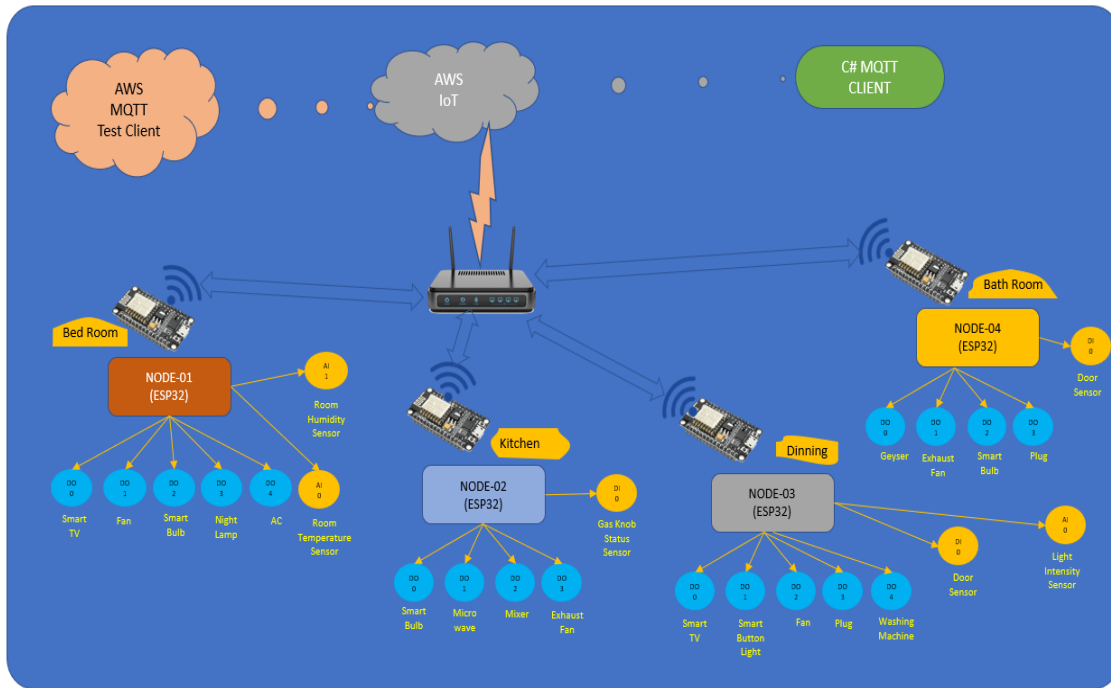 AWS
MQTT
Test Client
AWS
IoT
C# MQTT
CLIENT
Bed Room
NODE-01
(ESP32)
AI
1
Room
Humidity
Sensor
DO
0
Smart
TV
DO
1
Fan
DO
2
Smart
Bulb
DO
3
Night
Lamp
DO
4
AC
AI
0
Room
Temperature
Sensor
Kitchen
NODE-02
(ESP32)
DI
0
Gas Knob
Status
Sensor
DO
0
Smart
Bulb
DO
1
Micro
wave
DO
2
Mixer
DO
3
Exhaust
Fan
Dinning
NODE-03
(ESP32)
DI
0
Door
Sensor
AI
0
Light
Intensity
Sensor
DO
0
Smart
TV
DO
1
Smart
Button
Light
DO
2
Fan
DO
3
Plug
DO
4
Washing
Machine
Bath Room
NODE-04
(ESP32)
DI
0
Door
Sensor
DO
0
Geyser
DO
1
Exhaust
Fan
DO
2
Smart
Bulb
DO
3
Plug